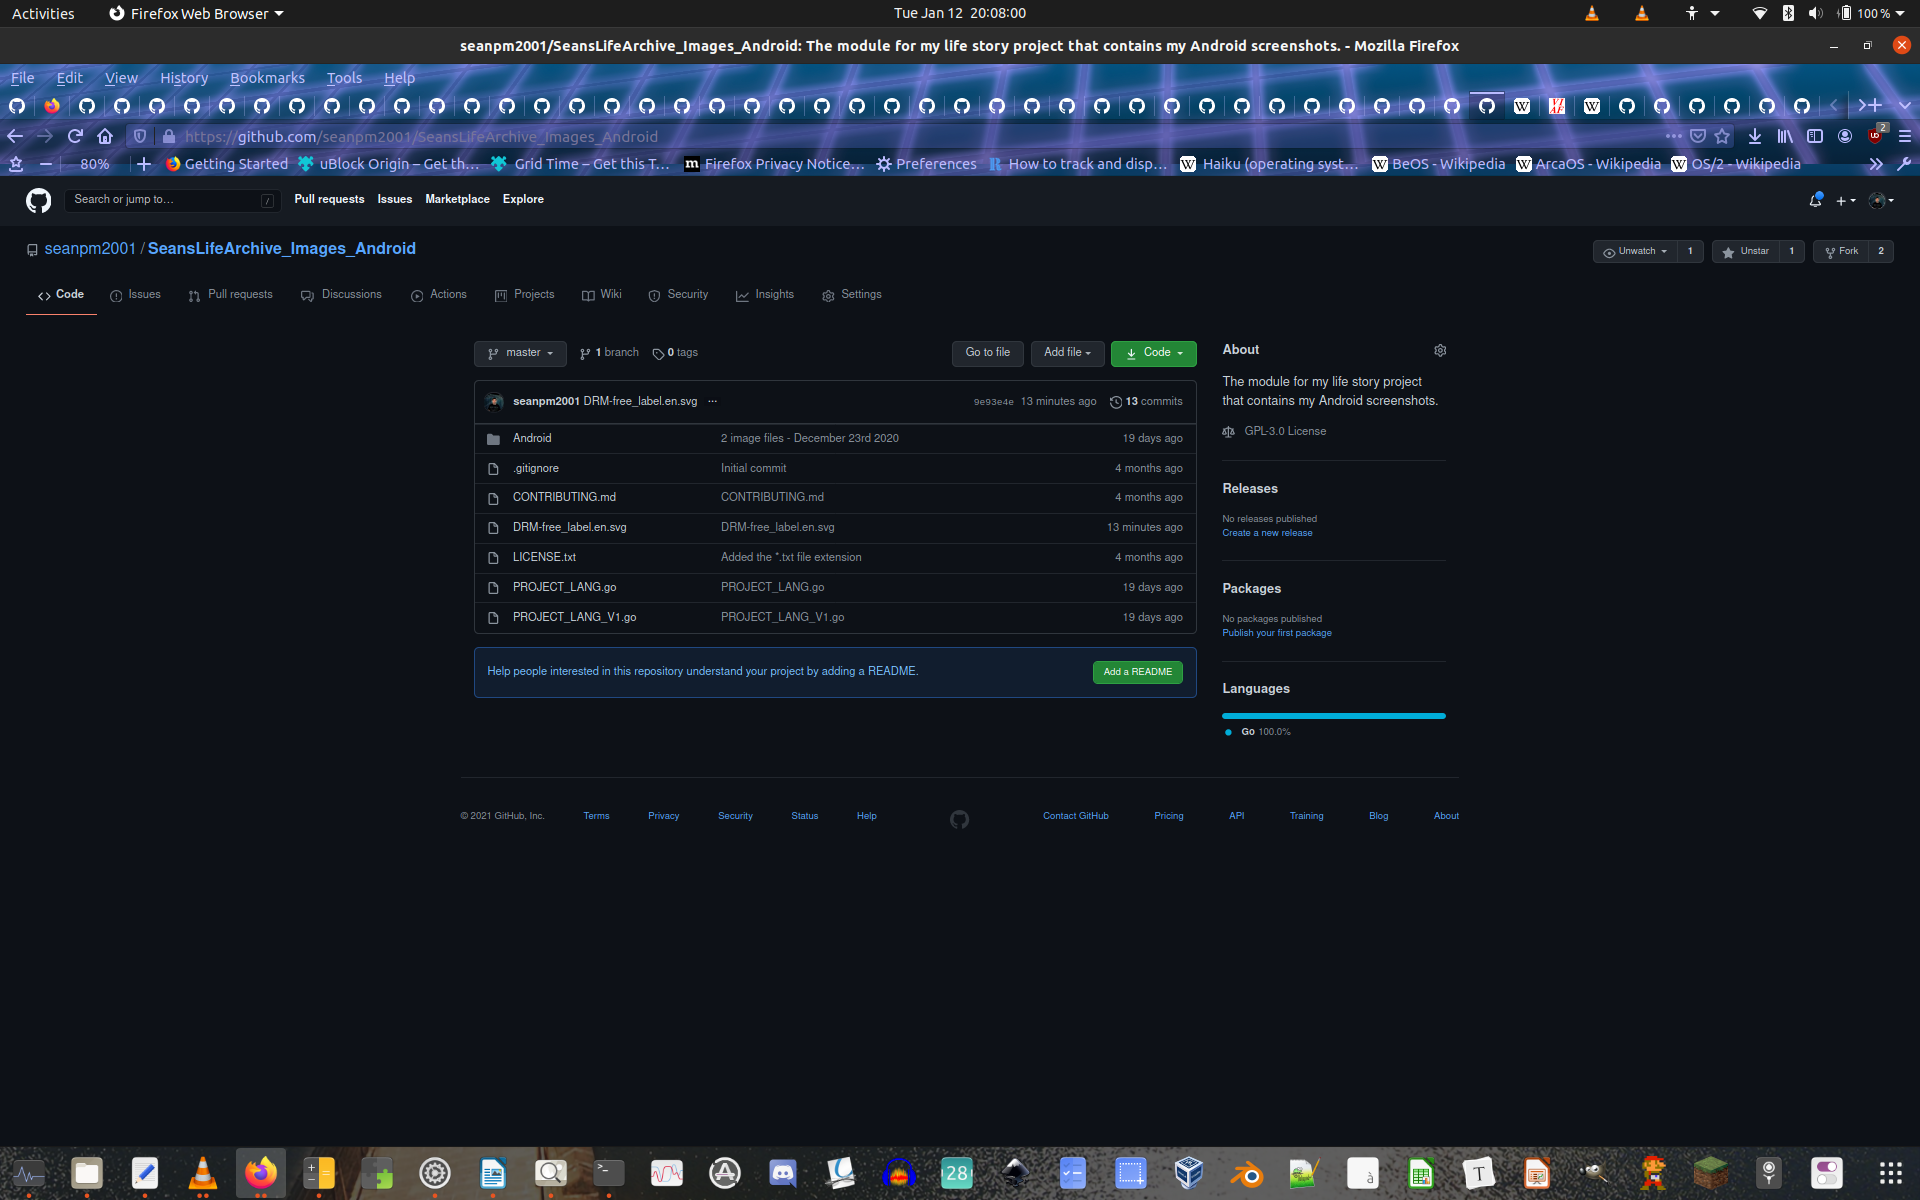 Activities Firefox Web Browser Tue Jan 12 20:08:00 100 %
seanpm2001/SeansLifeArchive_Images_Android: The module for my life story project that contains my Android screenshots. - Mozilla Firefox
File Edit View History Bookmarks Tools Help
https://github.com/seanpm2001/SeansLifeArchive_Images_Android 2
80% Getting Started uBlock Origin – Get th… Grid Time – Get this T… Firefox Privacy Notice… Preferences How to track and disp… Haiku (operating syst… BeOS - Wikipedia ArcaOS - Wikipedia OS/2 - Wikipedia
Search or jump to… / Pull requests Issues Marketplace Explore
seanpm2001 / SeansLifeArchive_Images_Android Unwatch 1 Unstar 1 Fork 2
Code Issues Pull requests Discussions Actions Projects Wiki Security Insights Settings
master 1 branch 0 tags Go to file Add file Code
seanpm2001 DRM-free_label.en.svg ... 9e93e4e 13 minutes ago 13 commits
Android 2 image files - December 23rd 2020 19 days ago
.gitignore Initial commit 4 months ago
CONTRIBUTING.md CONTRIBUTING.md 4 months ago
DRM-free_label.en.svg DRM-free_label.en.svg 13 minutes ago
LICENSE.txt Added the *.txt file extension 4 months ago
PROJECT_LANG.go PROJECT_LANG.go 19 days ago
PROJECT_LANG_V1.go PROJECT_LANG_V1.go 19 days ago
Help people interested in this repository understand your project by adding a README. Add a README
About
The module for my life story project
that contains my Android screenshots.
GPL-3.0 License
Releases
No releases published
Create a new release
Packages
No packages published
Publish your first package
Languages
Go 100.0%
© 2021 GitHub, Inc. Terms Privacy Security Status Help Contact GitHub Pricing API Training Blog About
28